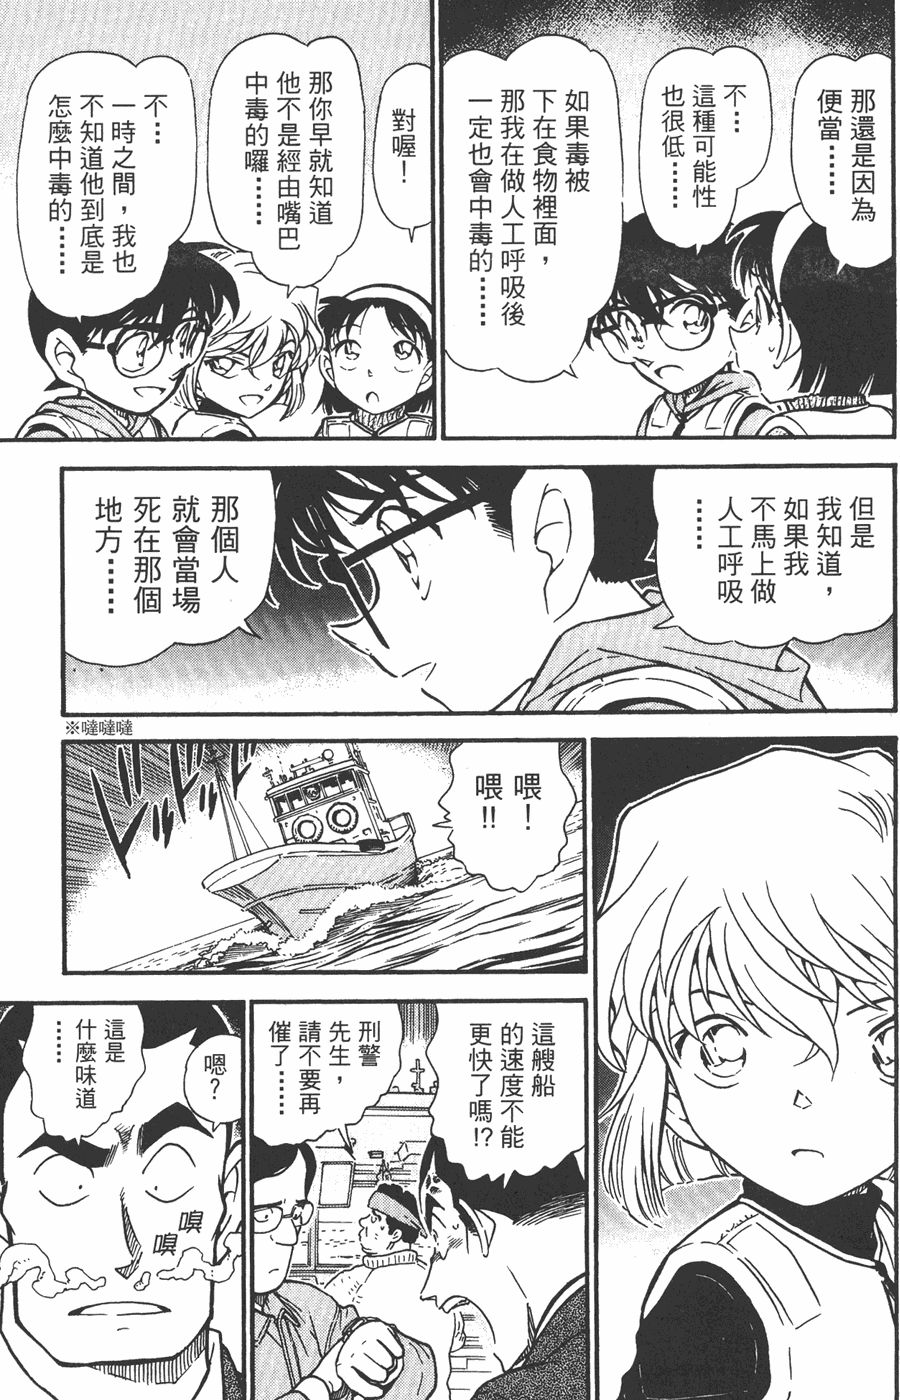 那還是因為
便當……
不…
這種可能性
也很低……
如果毒被
下在食物裡面，
那我在做人工呼吸後
一定也會中毒的……
對喔！
那你早就知道
他不是經由嘴巴
中毒的囉……
不…
一時之間，我也
不知道他到底是
怎麼中毒的……
但是
我知道，
如果我
不馬上做
人工呼吸
……
那個人
就會當場
死在那個
地方……
※噠噠噠
喂！
喂!!
這艘船
的速度不能
更快了嗎!?
刑警
先生，
請不要再
催了……
嗯？
這是
什麼味道
……
嗅
嗅